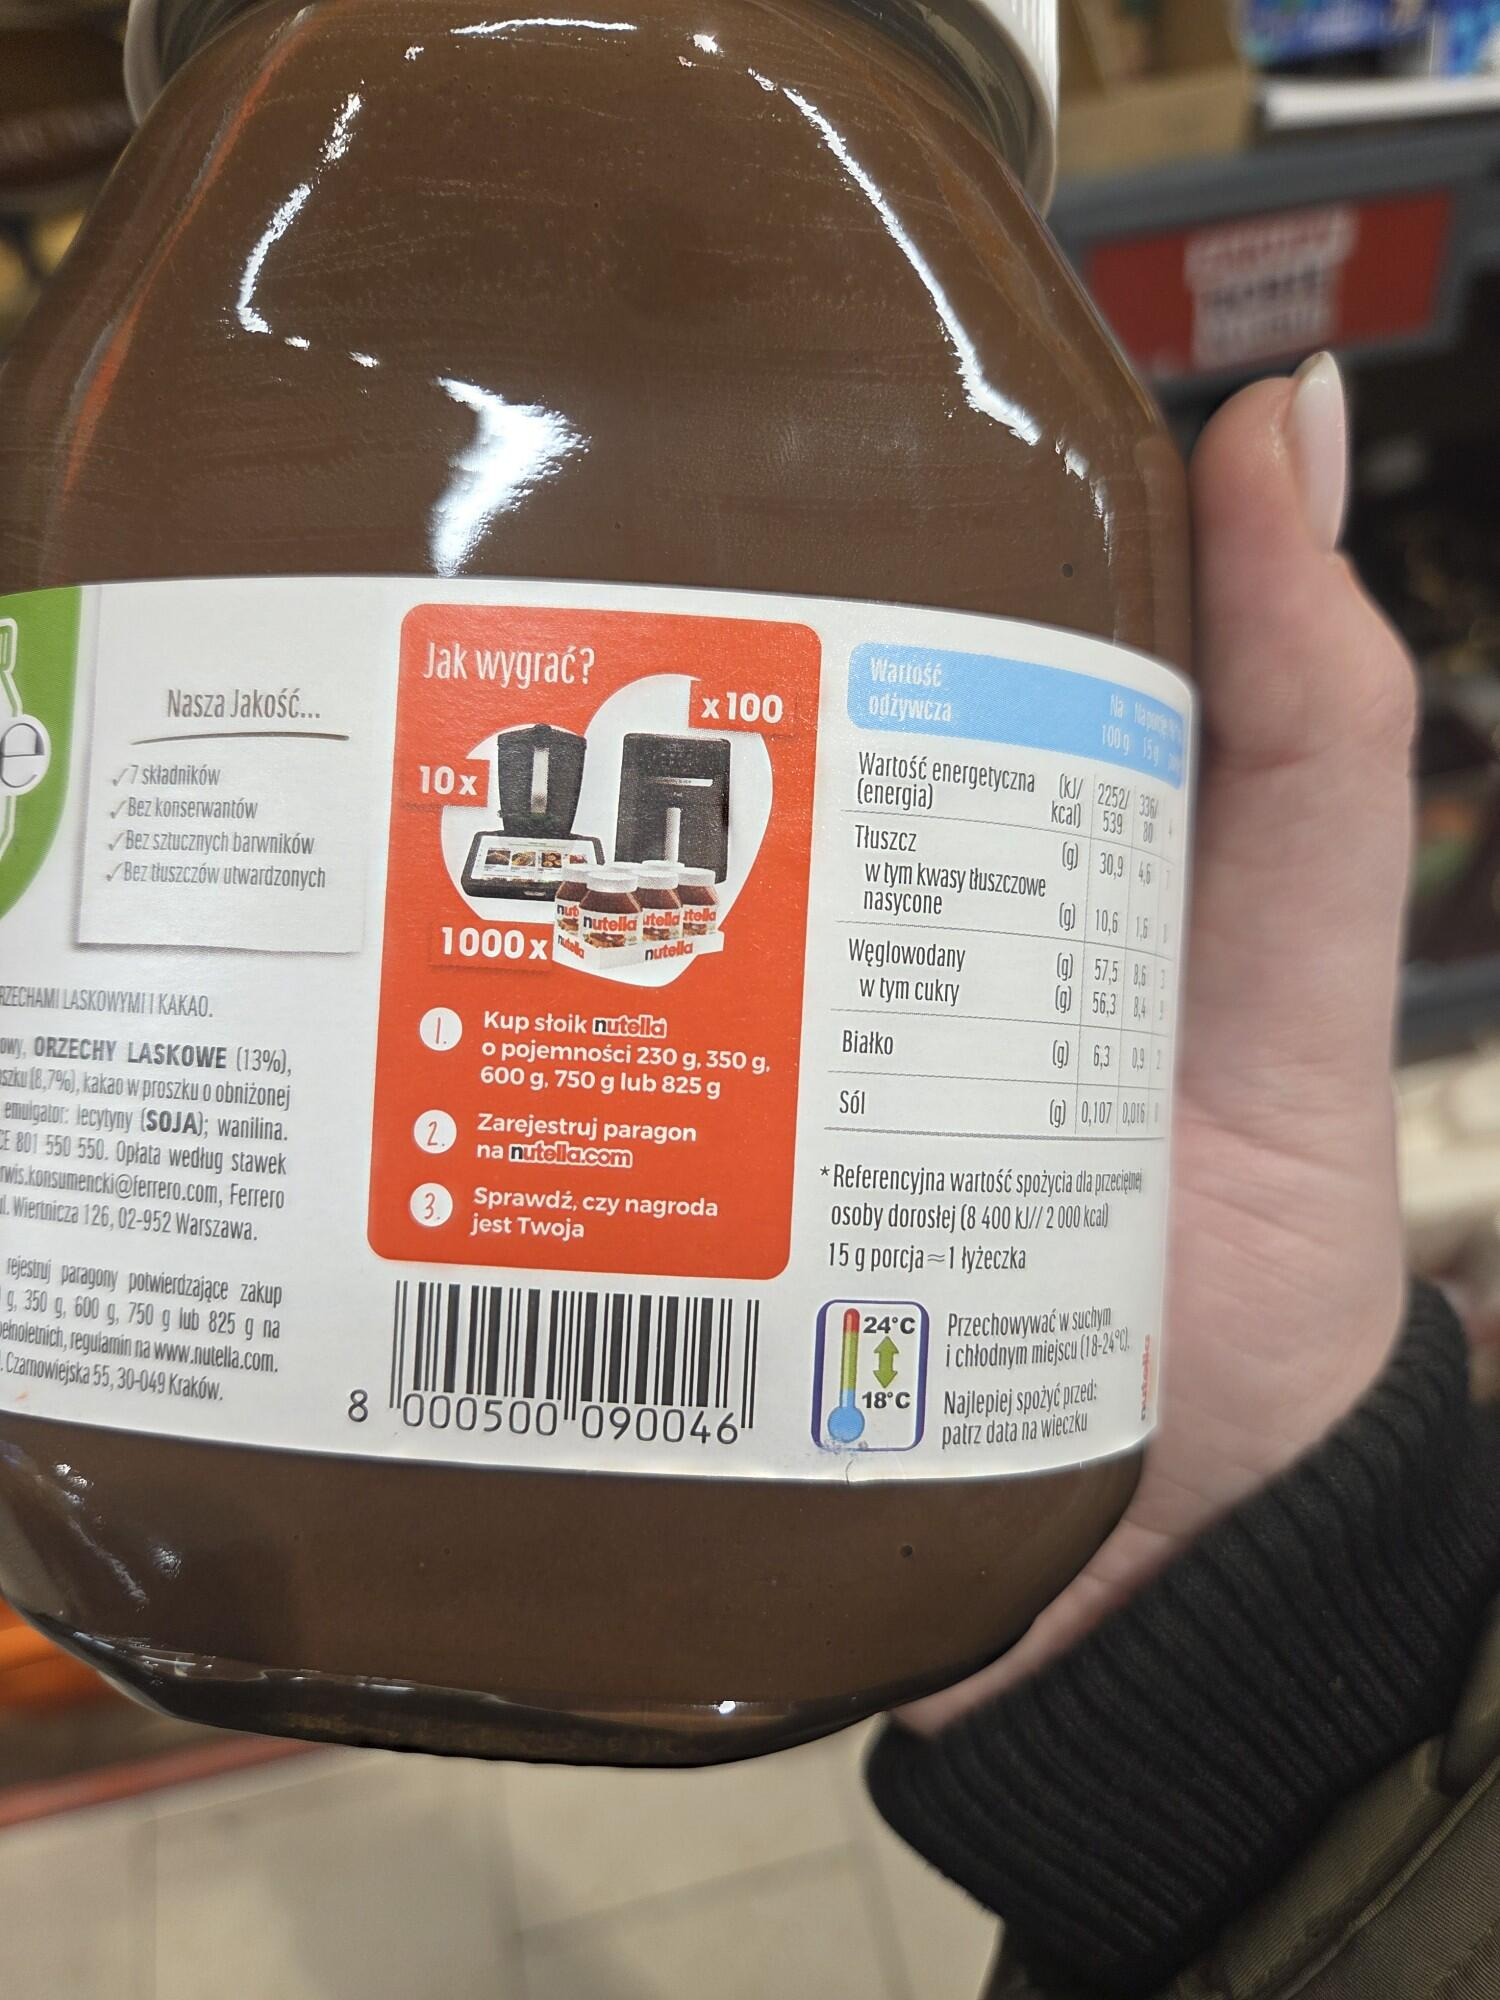 Nasza Jakość...
✓ 7 składników
✓ Bez konserwantów
✓ Bez sztucznych barwników
✓ Bez tłuszczów utwardzonych
LASKOWYMI I KAKAO.
ORZECHY LASKOWE (13%),
(8,7%), kakao w proszku o obniżonej
emulgator: lecytyny (SOJA); wanilina.
801 550 550. Opłata według stawek
konsumencki@ferrero.com, Ferrero
ul. Wiertnicza 126, 02-952 Warszawa.
rejestruj paragony potwierdzające zakup
g, 350 g, 600 g, 750 g lub 825 g na
regulamin na www.nutella.com.
Czarnowiejska 55, 30-049 Kraków.
Jak wygrać?
x100
10x
nutella
nutella
1000x
1. Kup słoik nutella
o pojemności 230 g, 350 g,
600 g, 750 g lub 825 g
2. Zarejestruj paragon
na nutella.com
3. Sprawdź, czy nagroda
jest Twoja
8 000500 090046
Wartość
odżywcza
Na Na porcję
100 g 15 g
Wartość energetyczna (kJ/ 2252/ 336/
(energia) kcal) 539 80
Tłuszcz (g) 30,9 4,6
w tym kwasy tłuszczowe
nasycone (g) 10,6 1,6
Węglowodany (g) 57,5 8,6
w tym cukry (g) 56,3 8,4
Białko (g) 6,3 0,9
Sól (g) 0,107 0,016
* Referencyjna wartość spożycia dla przeciętnej
osoby dorosłej (8 400 kJ// 2 000 kcal)
15 g porcja ≈ 1 łyżeczka
24°C
18°C
Przechowywać w suchym
i chłodnym miejscu (18-24°C).
Najlepiej spożyć przed:
patrz data na wieczku
nutella